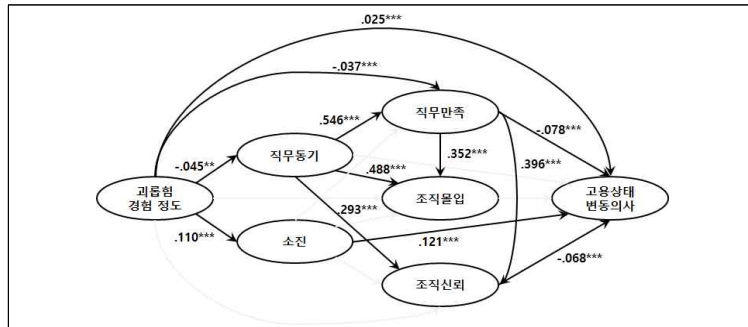 .025***
-.037***
직무만족
.546***
-.078***
-.045**
직무동기
.352***
.396***
.488***
괴롭힘
경험 정도
조직몰입
고용상태
변동의사
.293***
.110***
소진
.121***
-.068***
조직신뢰